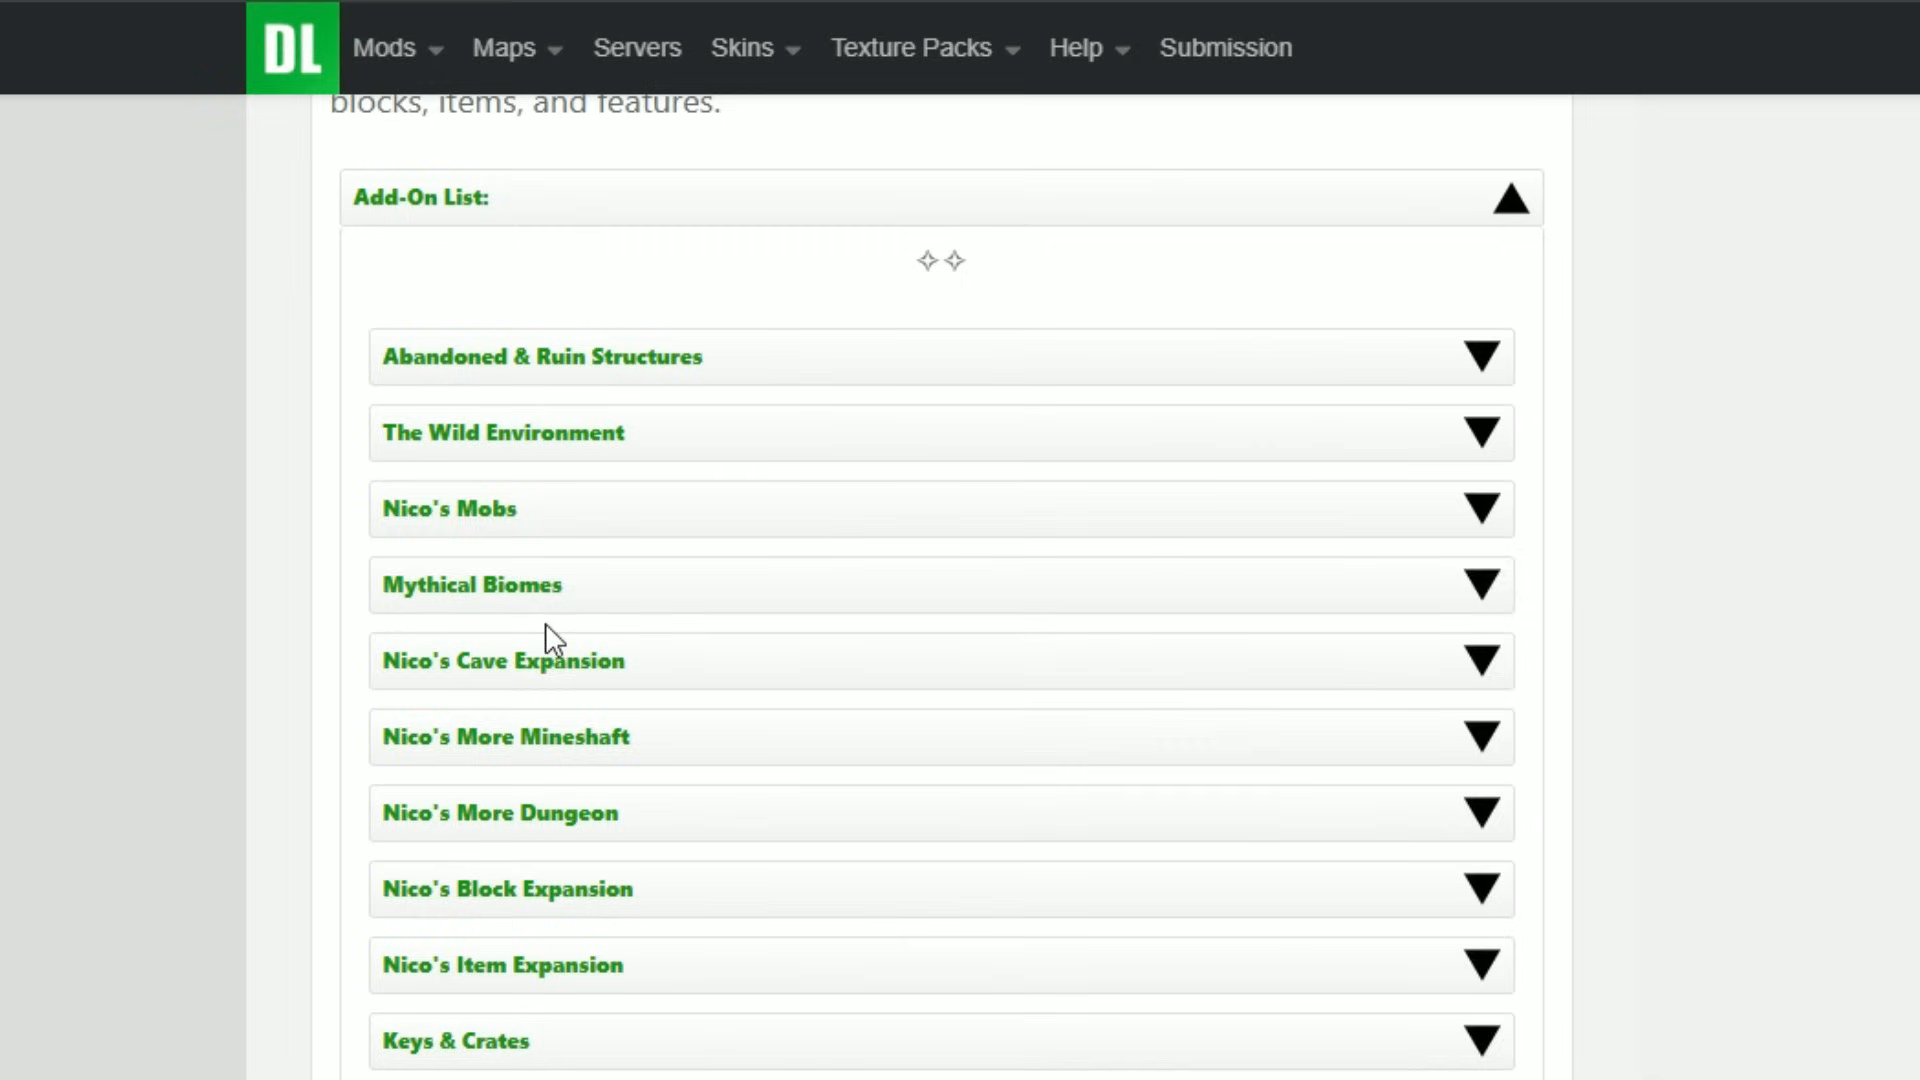 DL Mods Maps Servers Skins Texture Packs Help Submission
blocks, items, and features.
Add-On List:
Abandoned & Ruin Structures
The Wild Environment
Nico's Mobs
Mythical Biomes
Nico's Cave Expansion
Nico's More Mineshaft
Nico's More Dungeon
Nico's Block Expansion
Nico's Item Expansion
Keys & Crates